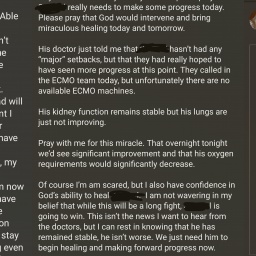 really needs to make some progress today.
Please pray that God would intervene and bring
miraculous healing today and tomorrow.
His doctor just told me that hasn't had any
"major" setbacks, but that they had really hoped to
have seen more progress at this point. They called in
the ECMO team today, but unfortunately there are no
available ECMO machines.
His kidney function remains stable but his lungs are
just not improving.
Pray with me for this miracle. That overnight tonight
we'd see significant improvement and that his oxygen
requirements would significantly decrease.
Of course I'm scared, but I also have confidence in
God's ability to heal I am not wavering in my
belief that while this will be a long fight, is
going to win. This isn't the news I want to hear from
the doctors, but I can rest in knowing that he has
remained stable, he isn't worse. We just need him to
begin healing and making forward progress now.
Able
n't
d will
nt I
have
, my
n now
have
on
stay
g even